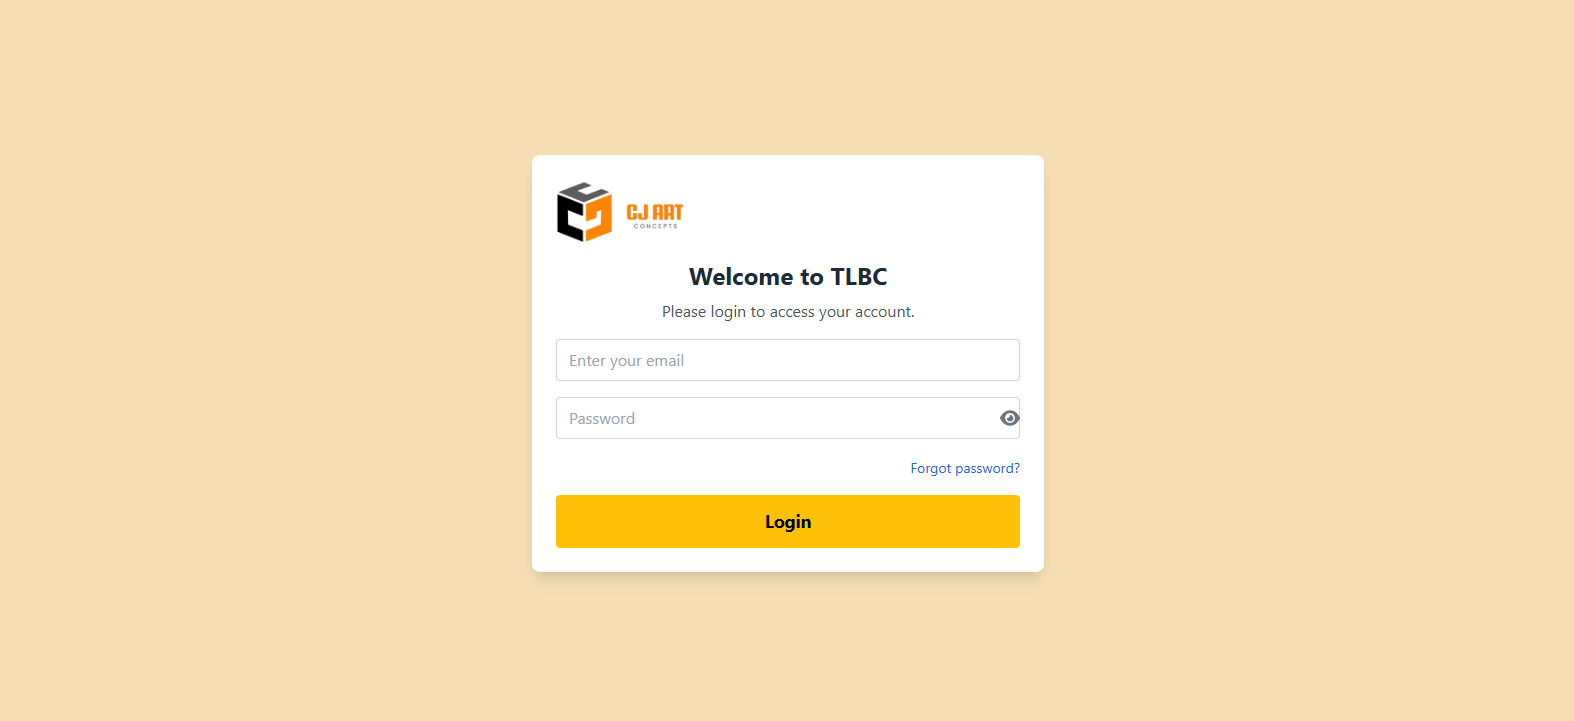 CJ ART
CONCEPTS
Welcome to TLBC
Please login to access your account.
Enter your email
Password
Forgot password?
Login